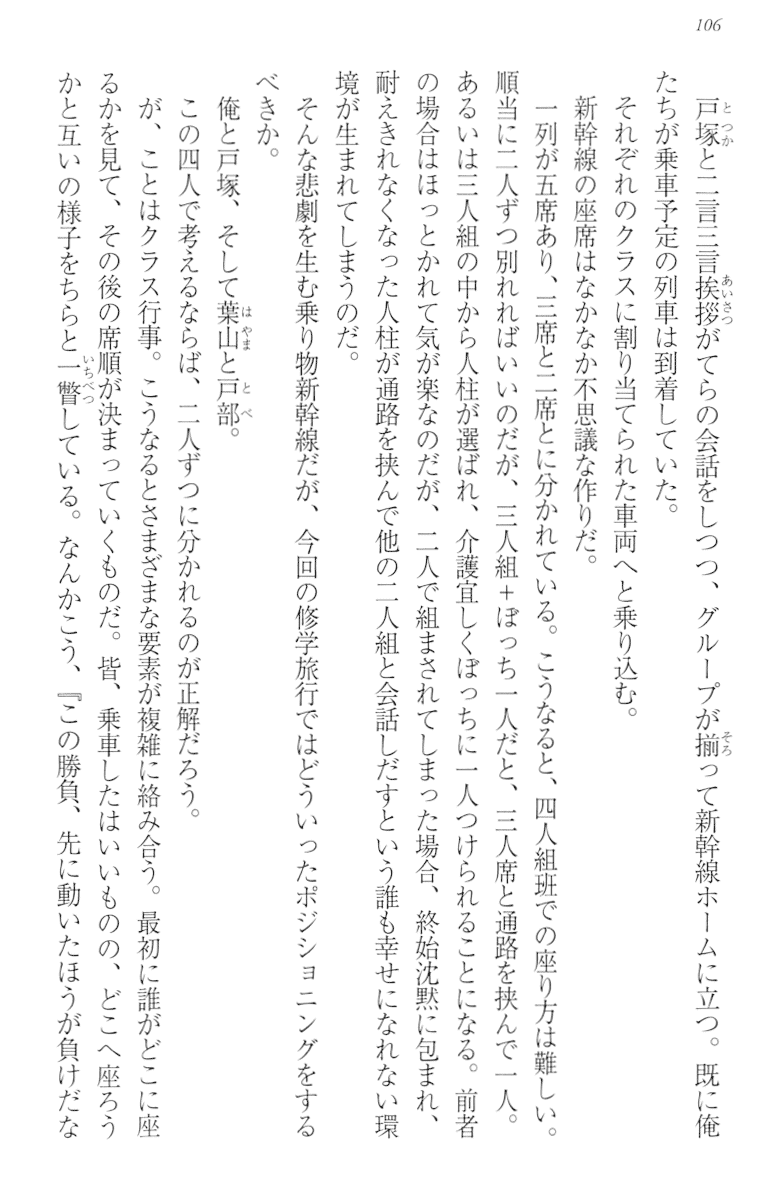 106
戸塚と二言三言挨拶がてらの会話をしつつ、グループが揃って新幹線ホームに立つ。既に俺
たちが乗車予定の列車は到着していた。
それぞれのクラスに割り当てられた車両へと乗り込む。
新幹線の座席はなかなか不思議な作りだ。
一列が五席あり、三席と二席とに分かれている。こうなると、四人組班での座り方は難しい。
順当に二人ずつ別れればいいのだが、三人組＋ぼっち一人だと、三人席と通路を挟んで一人。
あるいは三人組の中から人柱が選ばれ、介護宜しくぼっちに一人つけられることになる。前者
の場合はほっとかれて気が楽なのだが、二人で組まされてしまった場合、終始沈黙に包まれ、
耐えきれなくなった人柱が通路を挟んで他の二人組と会話しだすという誰も幸せになれない環
境が生まれてしまうのだ。
そんな悲劇を生む乗り物新幹線だが、今回の修学旅行ではどういったポジショニングをする
べきか。
俺と戸塚、そして葉山と戸部。
この四人で考えるならば、二人ずつに分かれるのが正解だろう。
が、ことはクラス行事。こうなるとさまざまな要素が複雑に絡み合う。最初に誰がどこに座
るかを見て、その後の席順が決まっていくものだ。皆、乗車したはいいものの、どこへ座ろう
かと互いの様子をちらと一瞥している。なんかこう、『この勝負、先に動いたほうが負けだな